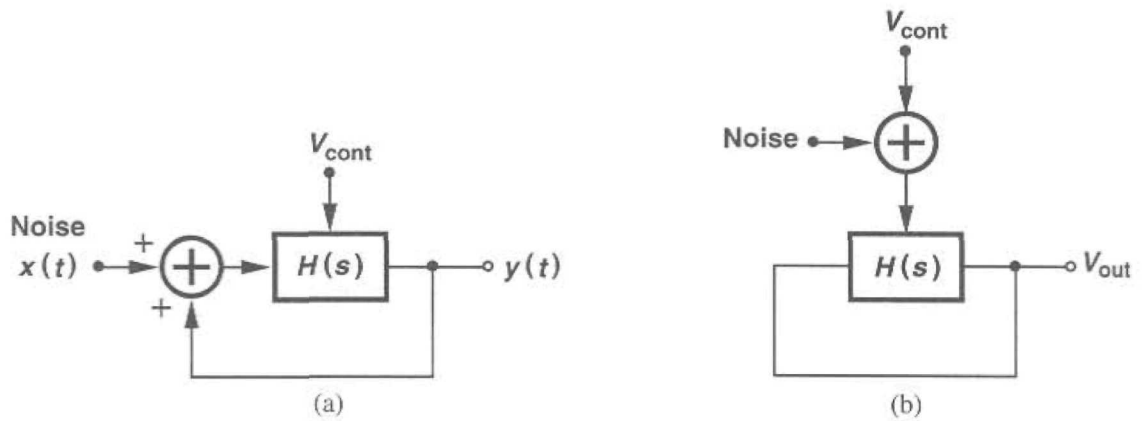 V_cont
Noise
x(t)
+
+
H(s)
y(t)
(a)
V_cont
Noise
H(s)
V_out
(b)